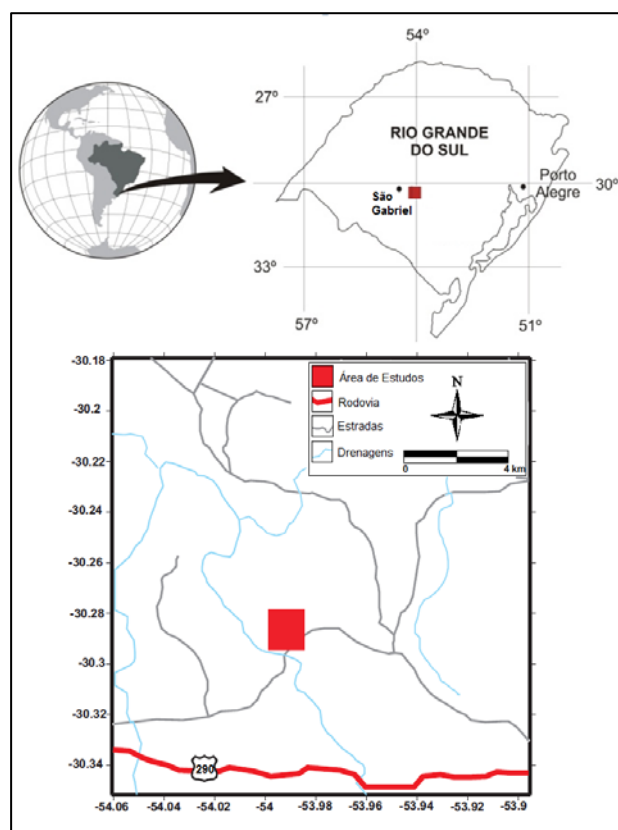 54º
27º
RIO GRANDE
DO SUL
São
Gabriel
Porto
Alegre
30º
33º
57º
51º
-30.18
-30.2
-30.22
-30.24
-30.26
-30.28
-30.3
-30.32
-30.34
Área de Estudos
Rodovia
Estradas
Drenagens
N
0
4 km
290
-54.06
-54.04
-54.02
-54
-53.98
-53.96
-53.94
-53.92
-53.9